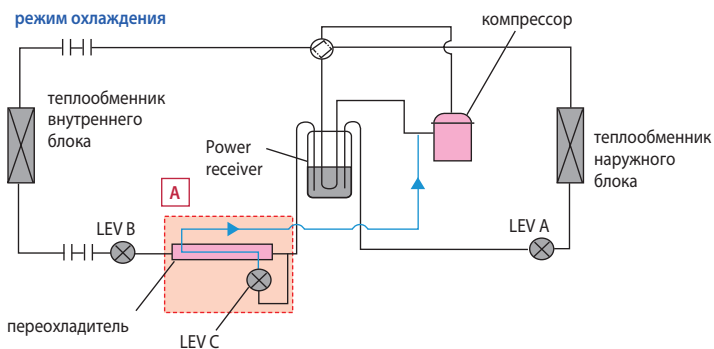 режим охлаждения
компрессор
теплообменник
внутреннего
блока
Power
receiver
теплообменник
наружного
блока
A
LEV B
LEV A
переохладитель
LEV C